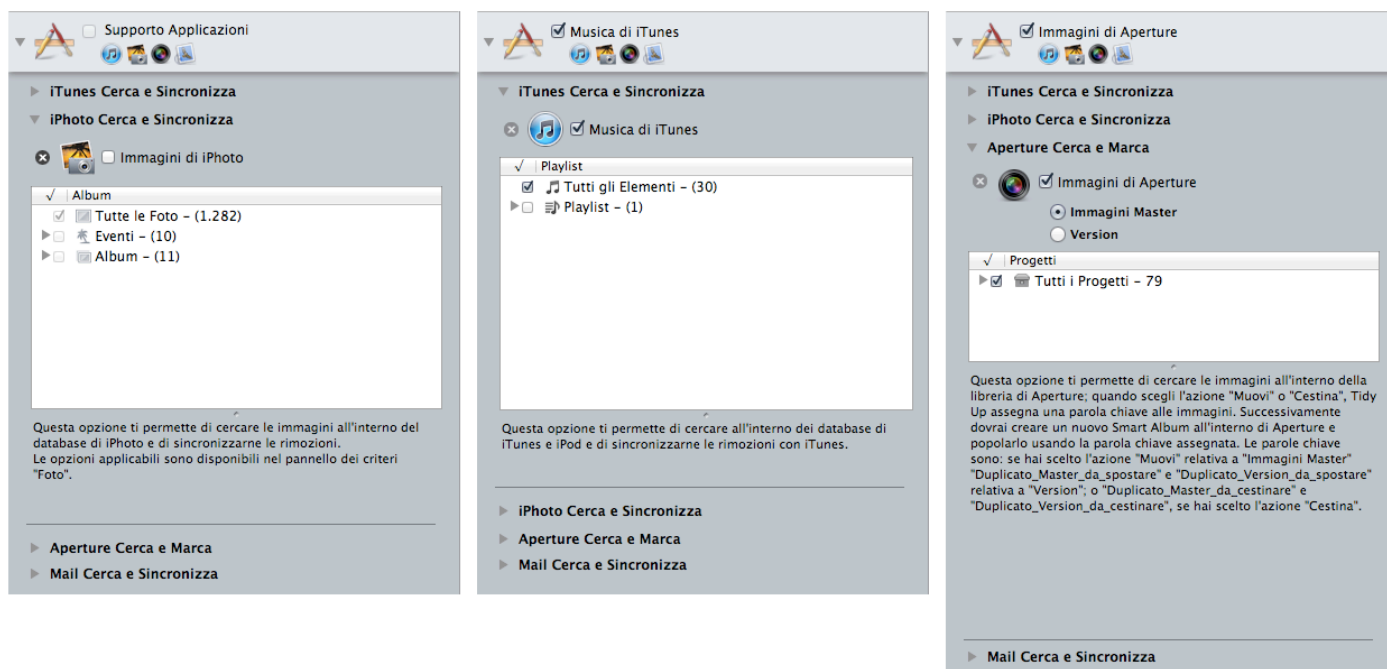 Supporto Applicazioni
iTunes Cerca e Sincronizza
iPhoto Cerca e Sincronizza
Immagini di iPhoto
√ Album
Tutte le Foto – (1.282)
Eventi – (10)
Album – (11)
Questa opzione ti permette di cercare le immagini all'interno del
database di iPhoto e di sincronizzarne le rimozioni.
Le opzioni applicabili sono disponibili nel pannello dei criteri
"Foto".
Aperture Cerca e Marca
Mail Cerca e Sincronizza
Musica di iTunes
iTunes Cerca e Sincronizza
Musica di iTunes
√ Playlist
Tutti gli Elementi – (30)
Playlist – (1)
Questa opzione ti permette di cercare all'interno dei database di
iTunes e iPod e di sincronizzarne le rimozioni con iTunes.
iPhoto Cerca e Sincronizza
Aperture Cerca e Marca
Mail Cerca e Sincronizza
Immagini di Aperture
iTunes Cerca e Sincronizza
iPhoto Cerca e Sincronizza
Aperture Cerca e Marca
Immagini di Aperture
Immagini Master
Version
√ Progetti
Tutti i Progetti – 79
Questa opzione ti permette di cercare le immagini all'interno della
libreria di Aperture; quando scegli l'azione "Muovi" o "Cestina", Tidy
Up assegna una parola chiave alle immagini. Successivamente
dovrai creare un nuovo Smart Album all'interno di Aperture e
popolarlo usando la parola chiave assegnata. Le parole chiave
sono: se hai scelto l'azione "Muovi" relativa a "Immagini Master"
"Duplicato_Master_da_spostare" e "Duplicato_Version_da_spostare"
relativa a "Version"; o "Duplicato_Master_da_cestinare" e
"Duplicato_Version_da_cestinare", se hai scelto l'azione "Cestina".
Mail Cerca e Sincronizza